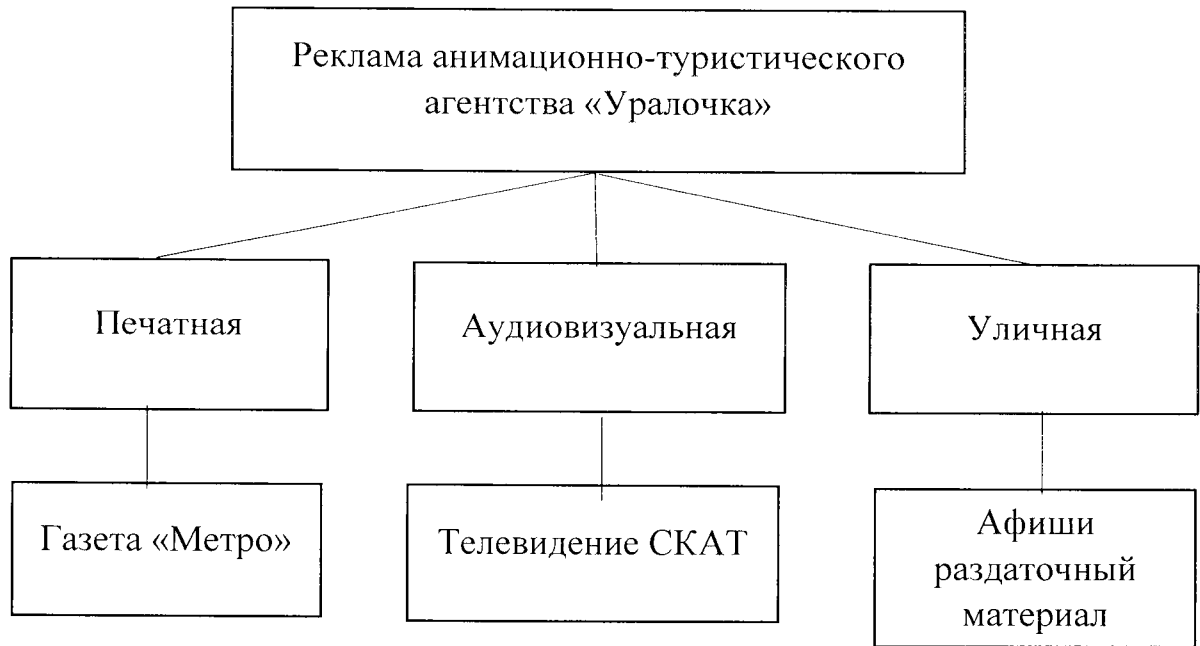 Реклама анимационно-туристического
агентства «Уралочка»
Печатная
Аудиовизуальная
Уличная
Газета «Метро»
Телевидение СКАТ
Афиши
раздаточный
материал